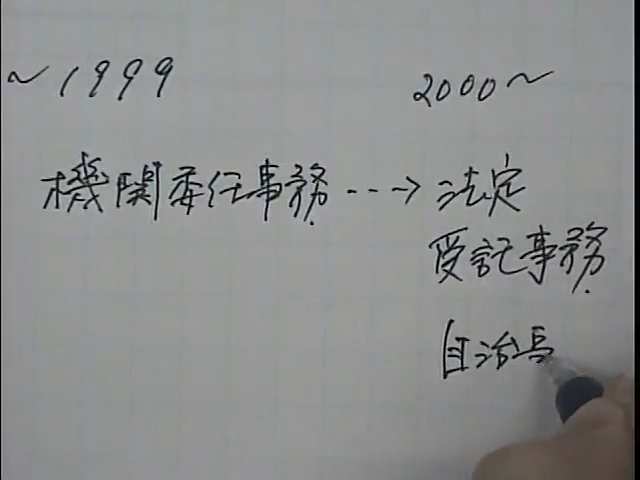 ~1999
2000~
機関委任事務 ---→ 法定
受託事務
自治事